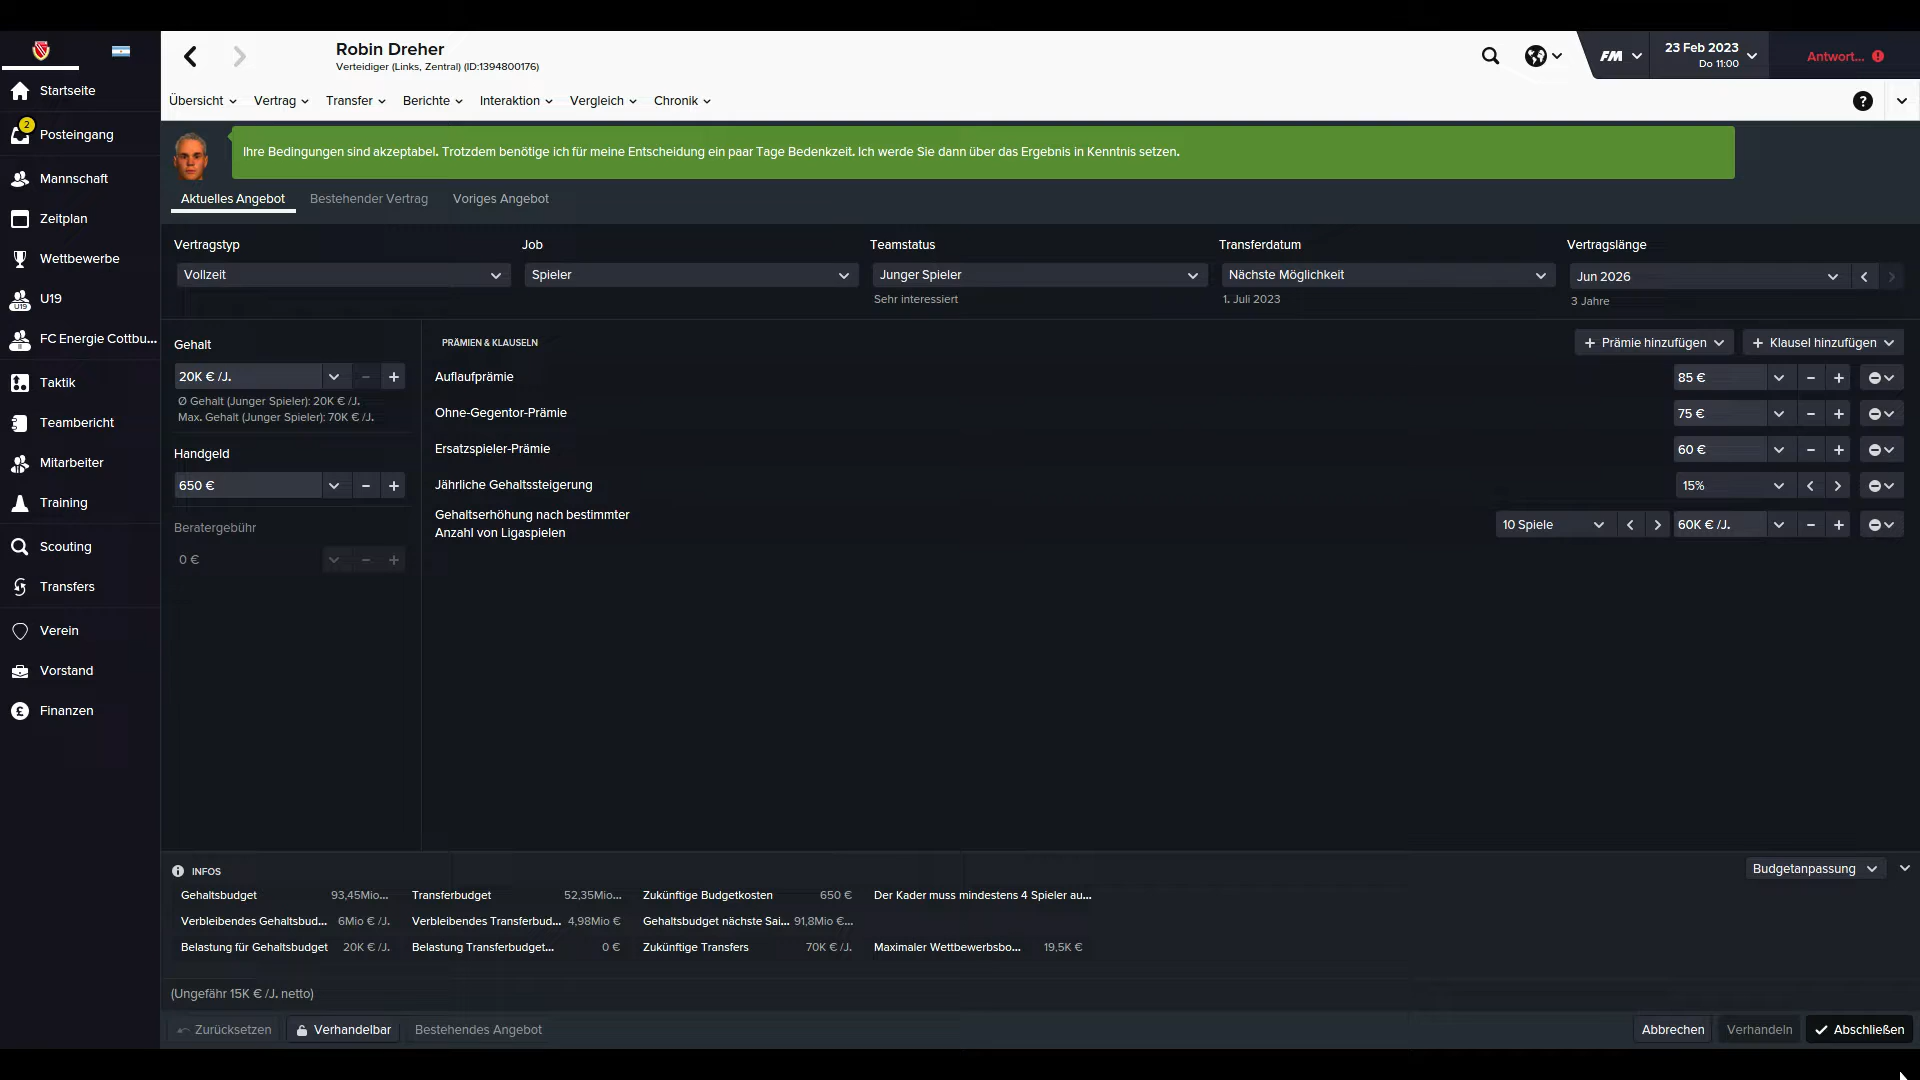 Robin Dreher
Verteidiger (Links, Zentral) (ID:1394800176)
FM
23 Feb 2023
Do 11:00
Antwort...
Startseite
2
Posteingang
Mannschaft
Zeitplan
Wettbewerbe
U19
U19
FC Energie Cottbu...
II
Taktik
Teambericht
Mitarbeiter
Training
Scouting
Transfers
Verein
Vorstand
Finanzen
Übersicht
Vertrag
Transfer
Berichte
Interaktion
Vergleich
Chronik
Ihre Bedingungen sind akzeptabel. Trotzdem benötige ich für meine Entscheidung ein paar Tage Bedenkzeit. Ich werde Sie dann über das Ergebnis in Kenntnis setzen.
Aktuelles Angebot
Bestehender Vertrag
Voriges Angebot
Vertragstyp
Job
Teamstatus
Transferdatum
Vertragslänge
Vollzeit
Spieler
Junger Spieler
Nächste Möglichkeit
Jun 2026
Sehr interessiert
1. Juli 2023
3 Jahre
Gehalt
20K € /J.
Ø Gehalt (Junger Spieler): 20K € /J.
Max. Gehalt (Junger Spieler): 70K € /J.
Handgeld
650 €
Beratergebühr
0 €
PRÄMIEN & KLAUSELN
Prämie hinzufügen
Klausel hinzufügen
Auflaufprämie
85 €
Ohne-Gegentor-Prämie
75 €
Ersatzspieler-Prämie
60 €
Jährliche Gehaltssteigerung
15%
Gehaltserhöhung nach bestimmter
Anzahl von Ligaspielen
10 Spiele
60K € /J.
INFOS
Budgetanpassung
Gehaltsbudget 93,45Mio...
Transferbudget 52,35Mio...
Zukünftige Budgetkosten 650 €
Der Kader muss mindestens 4 Spieler au...
Verbleibendes Gehaltsbud... 6Mio € /J.
Verbleibendes Transferbud... 4,98Mio €
Gehaltsbudget nächste Sai... 91,8Mio €...
Belastung für Gehaltsbudget 20K € /J.
Belastung Transferbudget... 0 €
Zukünftige Transfers 70K € /J.
Maximaler Wettbewerbsbo... 19,5K €
(Ungefähr 15K € /J. netto)
Zurücksetzen
Verhandelbar
Bestehendes Angebot
Abbrechen
Verhandeln
Abschließen